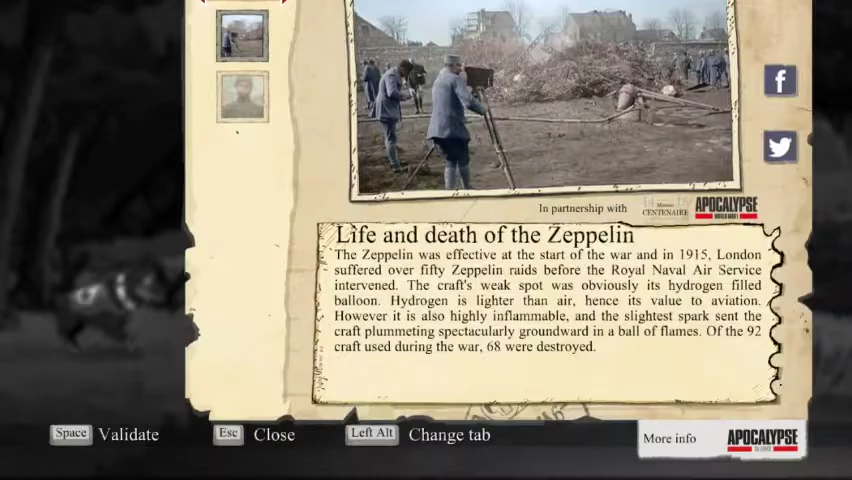 In partnership with
CENTENAIRE
APOCALYPSE
WORLD WAR I
Life and death of the Zeppelin
The Zeppelin was effective at the start of the war and in 1915, London
suffered over fifty Zeppelin raids before the Royal Naval Air Service
intervened. The craft's weak spot was obviously its hydrogen filled
balloon. Hydrogen is lighter than air, hence its value to aviation.
However it is also highly inflammable, and the slightest spark sent the
craft plummeting spectacularly groundward in a ball of flames. Of the 92
craft used during the war, 68 were destroyed.
Space Validate
Esc Close
Left Alt Change tab
More info
APOCALYPSE